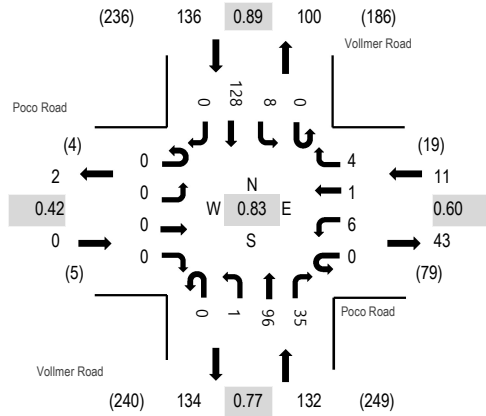 (236) 136 0.89 100 (186)
Vollmer Road
Poco Road
0 128 8 0
(4) (19)
0 4
2 11
0 N 1
0.42 W 0.83 E 0.60
0 S 6
0 43
0 0
(5) (79)
0 1 96 35
Poco Road
Vollmer Road
(240) 134 0.77 132 (249)